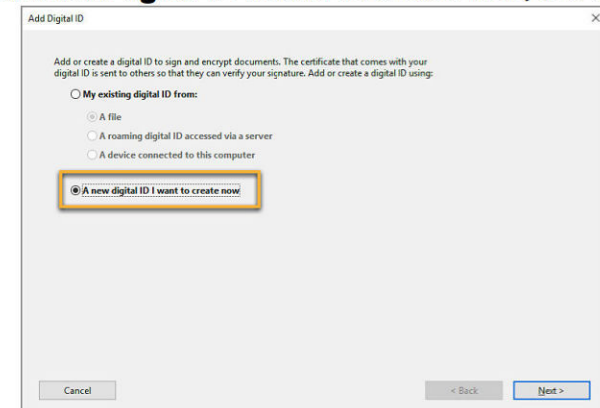 Add Digital ID
Add or create a digital ID to sign and encrypt documents. The certificate that comes with your
digital ID is sent to others so that they can verify your signature. Add or create a digital ID using:
My existing digital ID from:
A file
A roaming digital ID accessed via a server
A device connected to this computer
A new digital ID I want to create now
Cancel
< Back
Next >